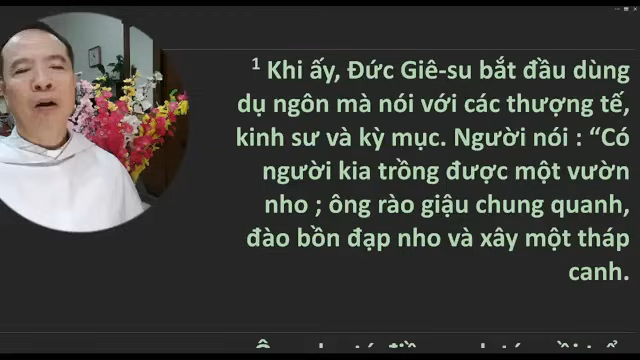 ¹ Khi ấy, Đức Giê-su bắt đầu dùng
dụ ngôn mà nói với các thượng tế,
kinh sư và kỳ mục. Người nói : “Có
người kia trồng được một vườn
nho ; ông rào giậu chung quanh,
đào bồn đạp nho và xây một tháp
canh.